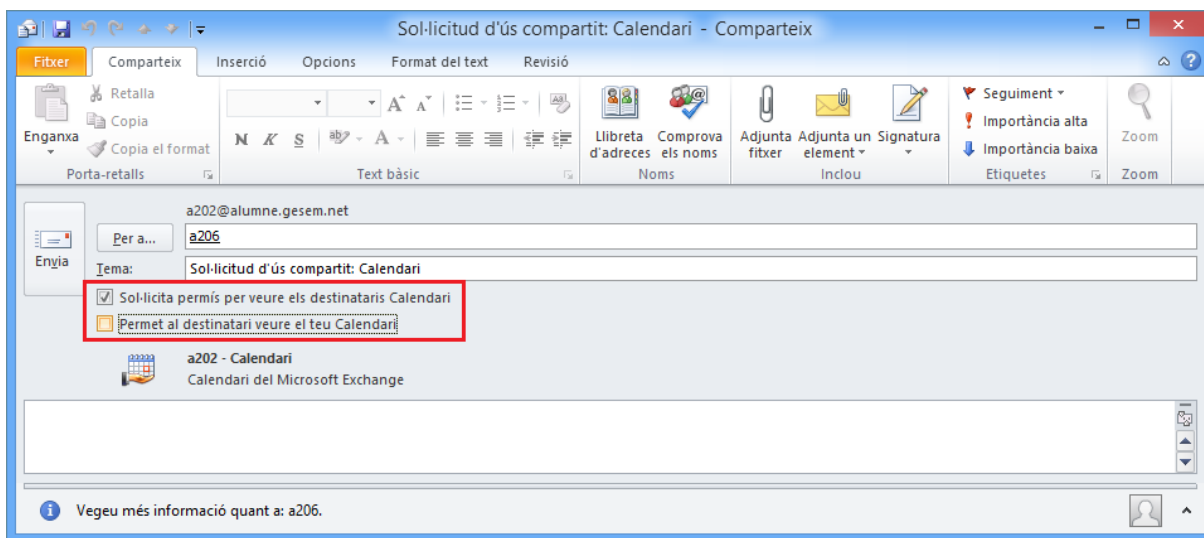 Sol·licitud d'ús compartit: Calendari - Comparteix
Fitxer Comparteix Inserció Opcions Format del text Revisió
Enganxa
Retalla
Copia
Copia el format
Porta-retalls
N K S
Text bàsic
Llibreta d'adreces
Comprova els noms
Noms
Adjunta fitxer
Adjunta un element
Signatura
Inclou
Seguiment
Importància alta
Importància baixa
Etiquetes
Zoom
Zoom
Envia
a202@alumne.gesem.net
Per a... a206
Tema: Sol·licitud d'ús compartit: Calendari
Sol·licita permís per veure els destinataris Calendari
Permet al destinatari veure el teu Calendari
a202 - Calendari
Calendari del Microsoft Exchange
Vegeu més informació quant a: a206.